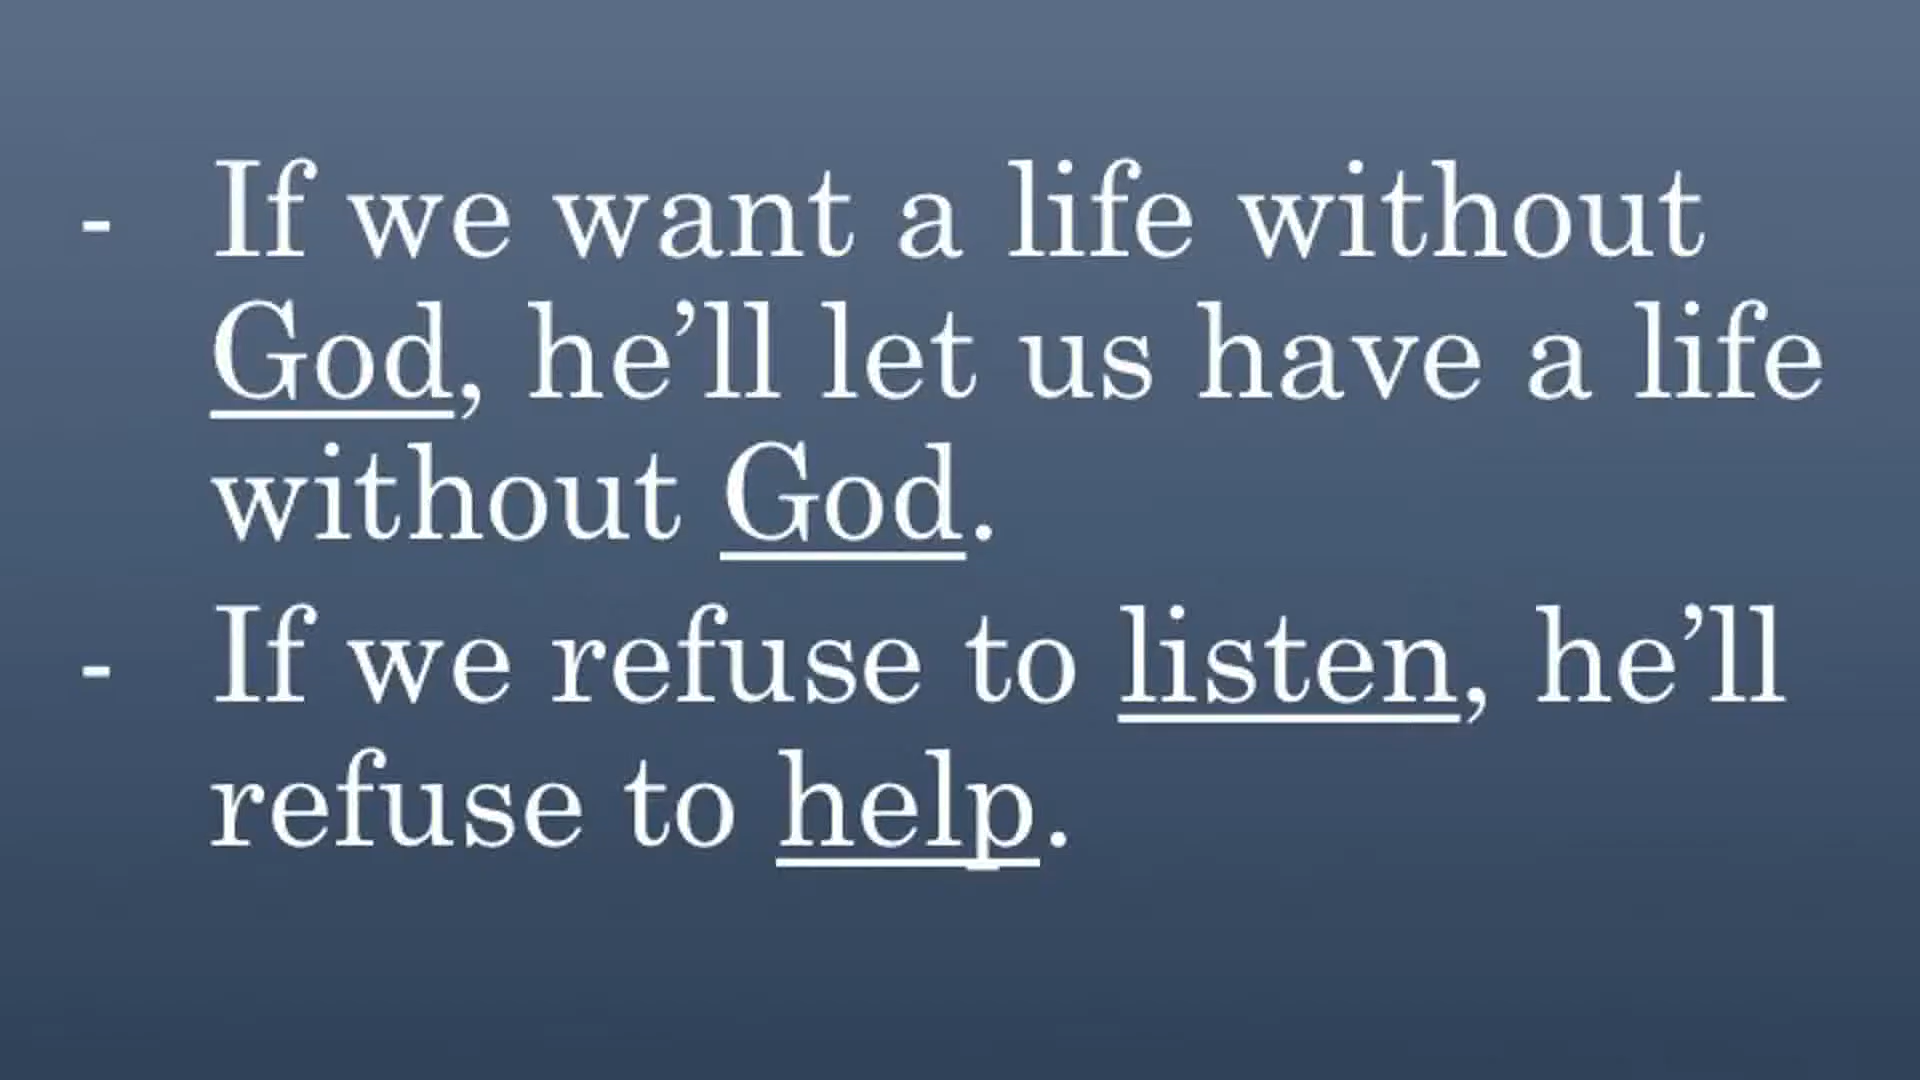 - If we want a life without
God, he’ll let us have a life
without God.
- If we refuse to listen, he’ll
refuse to help.